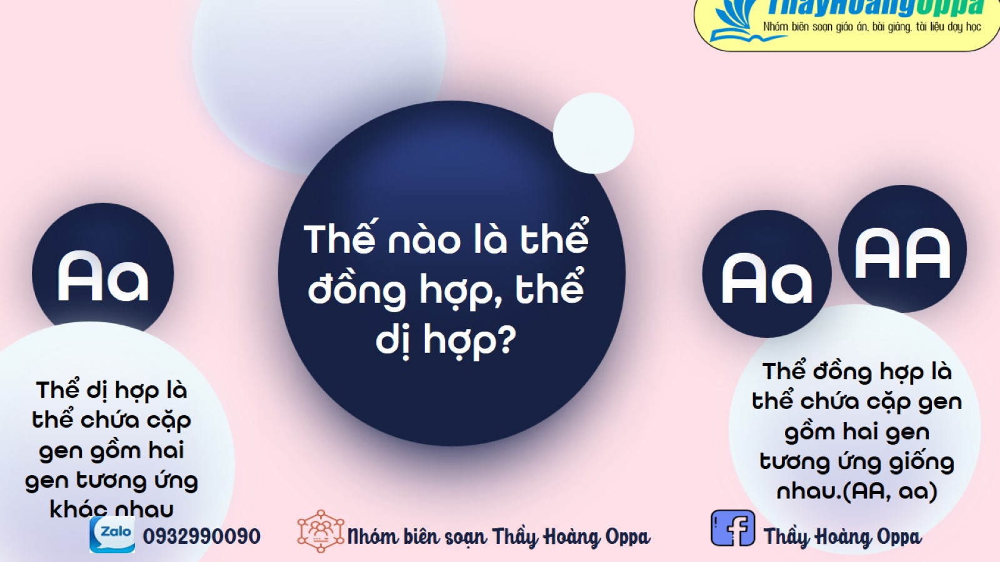 ThầyHoàngOppa
Nhóm biên soạn giáo án, bài giảng, tài liệu dạy học
Thế nào là thể
đồng hợp, thể
dị hợp?
Aa
Thể dị hợp là
thể chứa cặp
gen gồm hai
gen tương ứng
khác nhau
Aa
AA
Thể đồng hợp là
thể chứa cặp gen
gồm hai gen
tương ứng giống
nhau.(AA, aa)
Zalo
0932990090
Nhóm biên soạn Thầy Hoàng Oppa
Thầy Hoàng Oppa